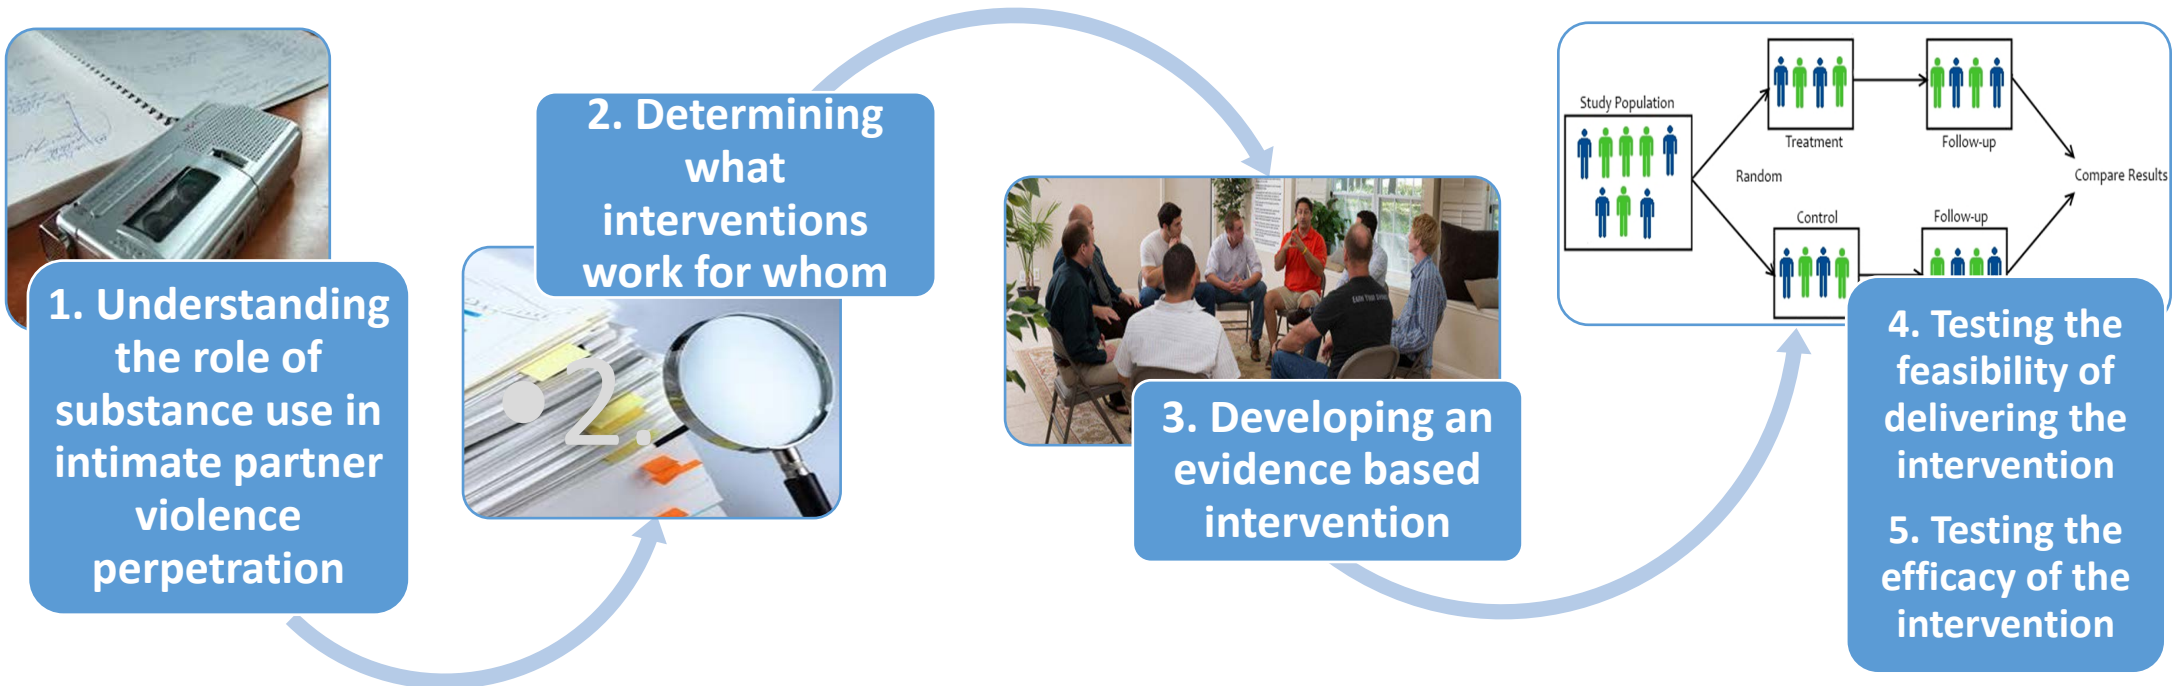 1. Understanding
the role of
substance use in
intimate partner
violence
perpetration
2. Determining
what
interventions
work for whom
•2.
3. Developing an
evidence based
intervention
Study Population
Random
Treatment
Follow-up
Control
Follow-up
Compare Results
4. Testing the
feasibility of
delivering the
intervention
5. Testing the
efficacy of the
intervention